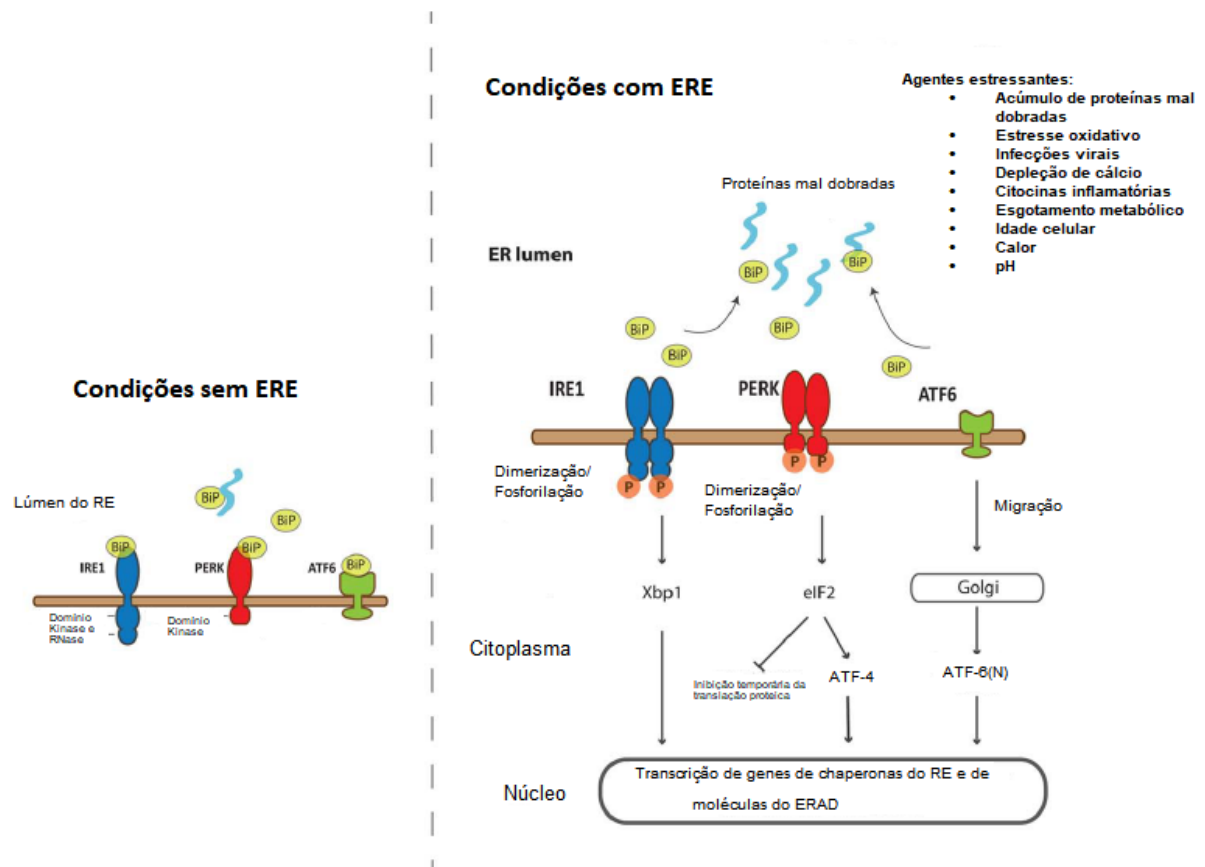 Condições sem ERE
Lúmen do RE
BiP
BiP
BiP
BiP
BiP
IRE1
PERK
ATF6
Domínio
Kinase e
RNase
Domínio
Kinase
Condições com ERE
Agentes estressantes:
• Acúmulo de proteínas mal
dobradas
• Estresse oxidativo
• Infecções virais
• Depleção de cálcio
• Citocinas inflamatórias
• Esgotamento metabólico
• Idade celular
• Calor
• pH
Proteínas mal dobradas
ER lumen
BiP
BiP
BiP
BiP
BiP
BiP
IRE1
PERK
ATF6
Dimerização/
Fosforilação
P
P
Dimerização/
Fosforilação
P
P
Migração
Xbp1
eIF2
Golgi
Citoplasma
Inibição temporária da
translação proteica
ATF-4
ATF-6(N)
Núcleo
Transcrição de genes de chaperonas do RE e de
moléculas do ERAD